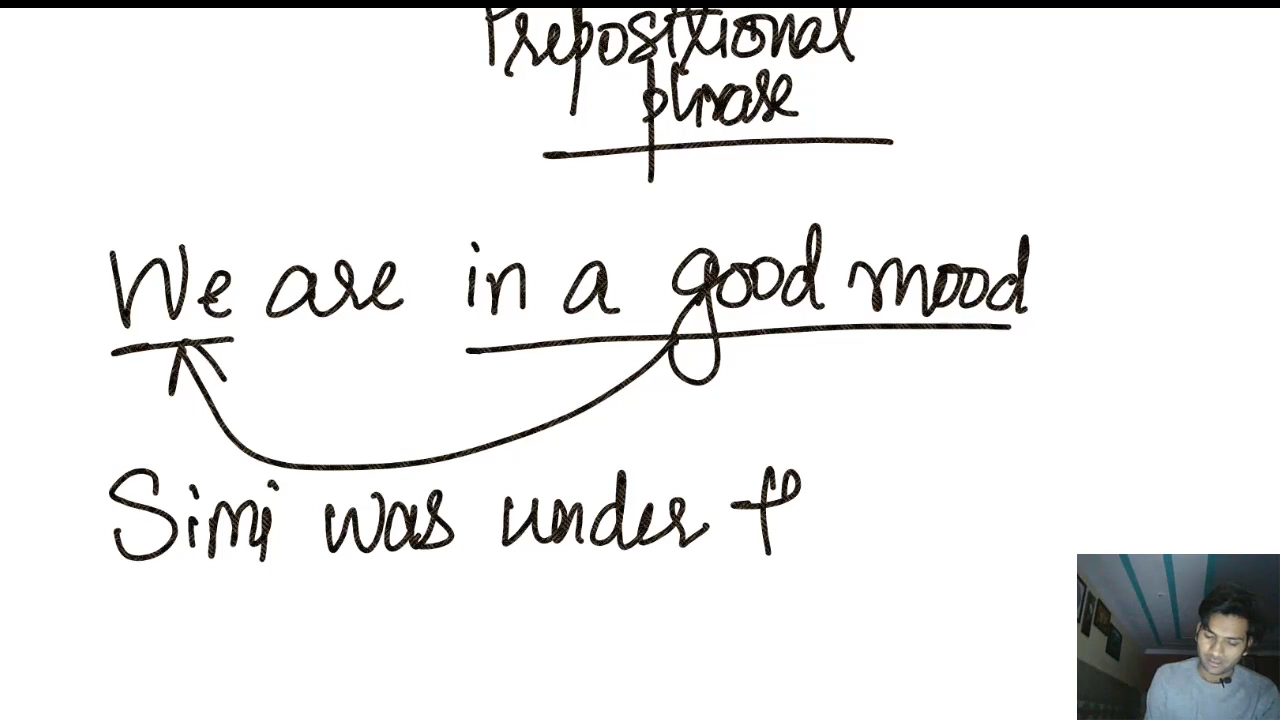 Prepositional
phrase
We are in a good mood
Simi was under